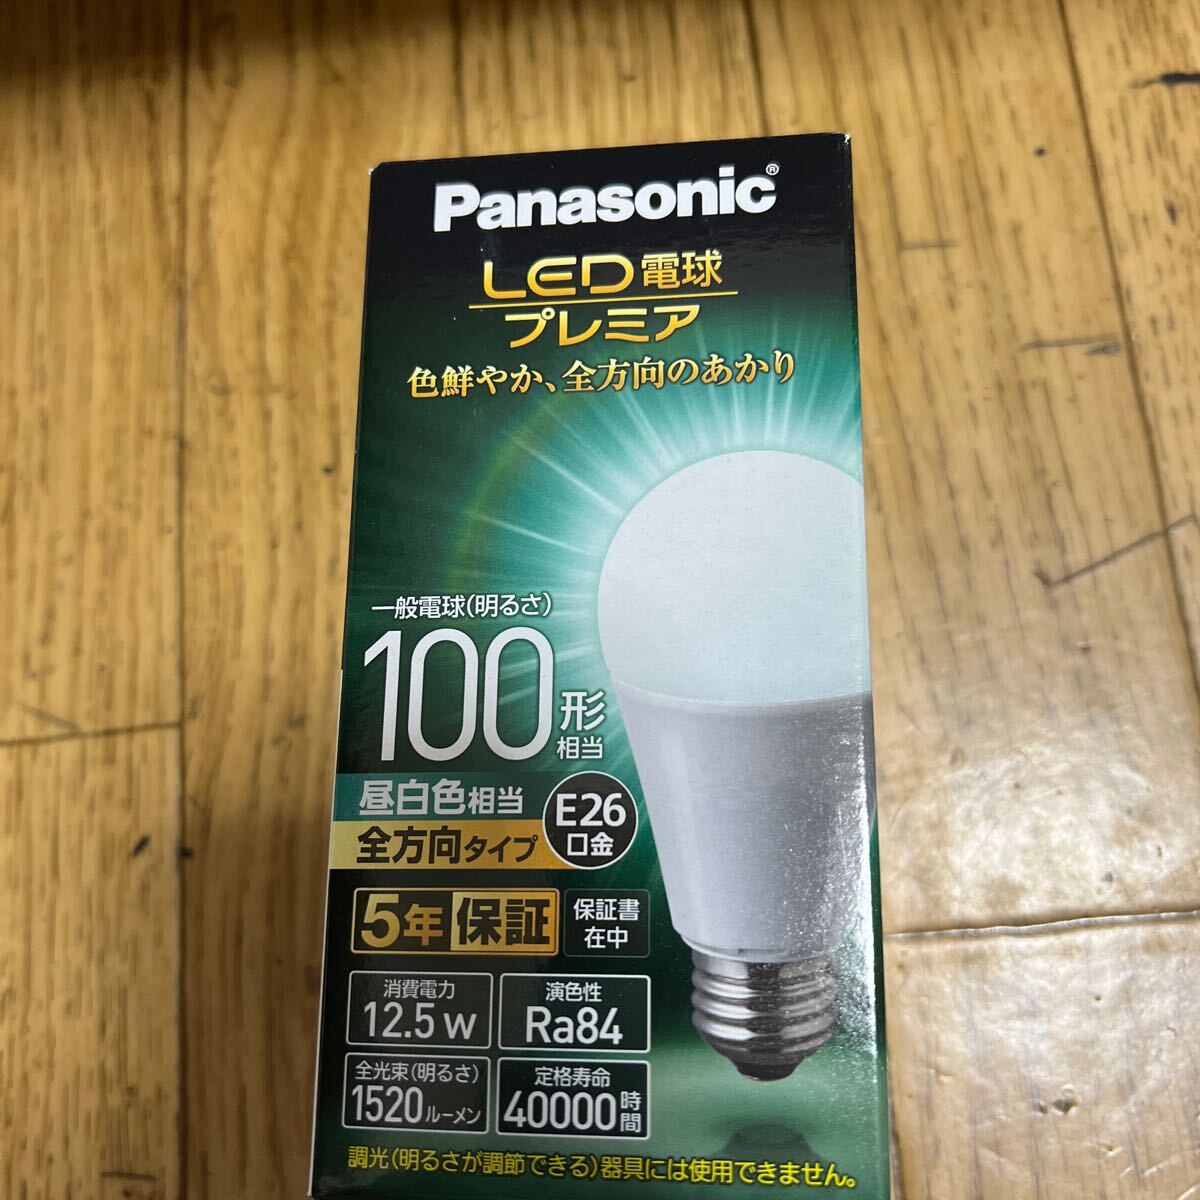 Panasonic®
LED電球
プレミア
色鮮やか、全方向のあかり
一般電球(明るさ)
100形
相当
昼白色相当
全方向タイプ
E26
口金
5年保証
保証書
在中
消費電力
12.5W
演色性
Ra84
全光束(明るさ)
1520ルーメン
定格寿命
40000時間
調光(明るさが調節できる)器具には使用できません。